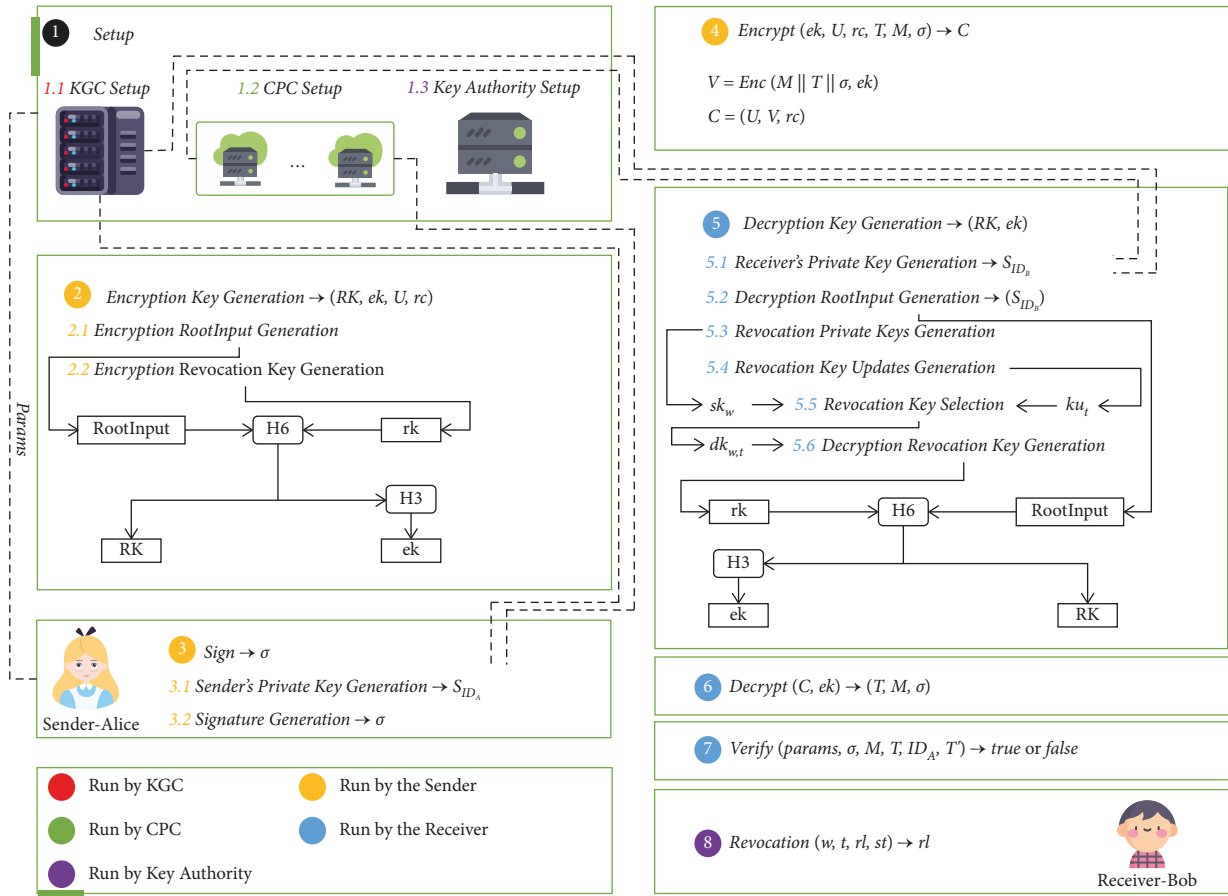 1 Setup
1.1 KGC Setup
1.2 CPC Setup
1.3 Key Authority Setup
...
Params
2 Encryption Key Generation → (RK, ek, U, rc)
2.1 Encryption RootInput Generation
2.2 Encryption Revocation Key Generation
RootInput
H6
rk
H3
RK
ek
3 Sign → σ
3.1 Sender's Private Key Generation → S_{ID_A}
3.2 Signature Generation → σ
Sender-Alice
Run by KGC
Run by the Sender
Run by CPC
Run by the Receiver
Run by Key Authority
4 Encrypt (ek, U, rc, T, M, σ) → C
V = Enc (M || T || σ, ek)
C = (U, V, rc)
5 Decryption Key Generation → (RK, ek)
5.1 Receiver's Private Key Generation → S_{ID_B}
5.2 Decryption RootInput Generation → (S_{ID_B})
5.3 Revocation Private Keys Generation
5.4 Revocation Key Updates Generation
sk_w → 5.5 Revocation Key Selection ← ku_t
dk_{w,t} → 5.6 Decryption Revocation Key Generation
rk
H6
RootInput
H3
ek
RK
6 Decrypt (C, ek) → (T, M, σ)
7 Verify (params, σ, M, T, ID_A, T') → true or false
8 Revocation (w, t, rl, st) → rl
Receiver-Bob